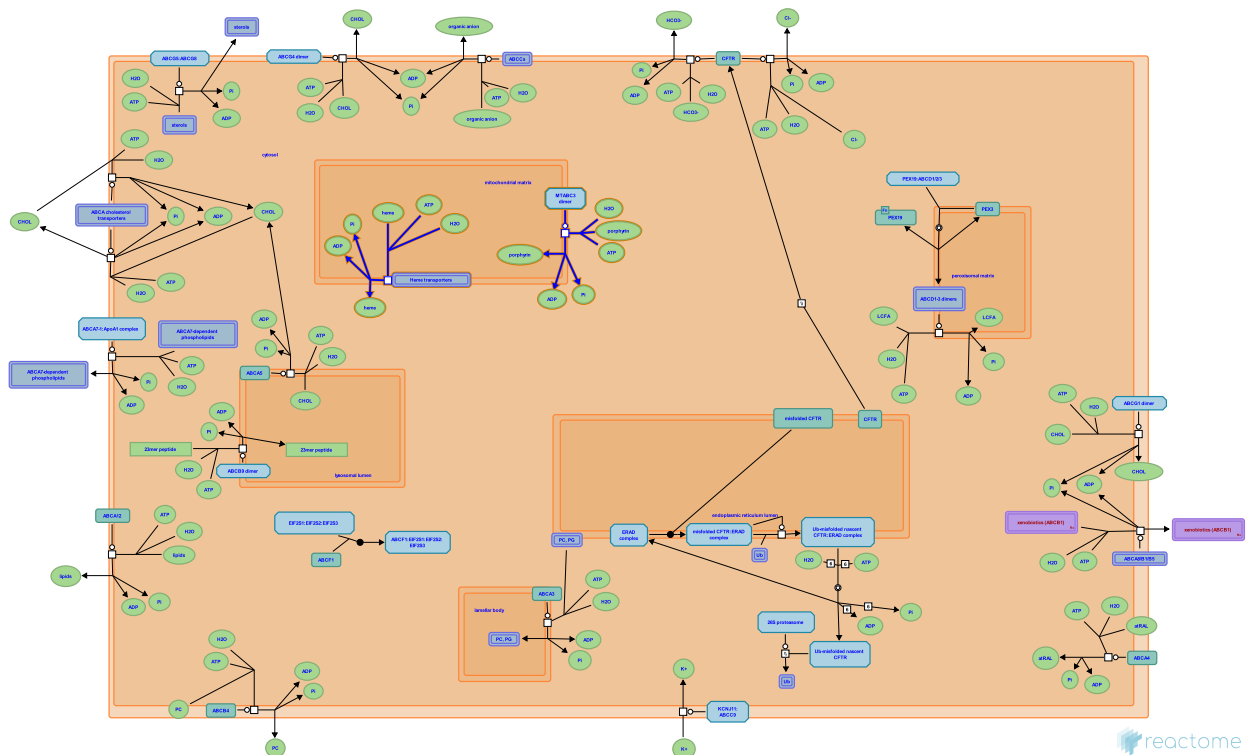 CHOL
HCO3-
Cl-
organic anion
sterols
ABCG5:ABCG8
ABCG4 dimer
ABCCs
CFTR
H2O
ATP
Pi
ADP
sterols
ATP
H2O
CHOL
ADP
Pi
ATP
H2O
organic anion
Pi
ADP
ATP
H2O
HCO3-
Pi
ADP
ATP
H2O
Cl-
ATP
H2O
cytosol
CHOL
ABCA cholesterol
transporters
Pi
ADP
CHOL
ATP
H2O
mitochondrial matrix
MTABC3
dimer
heme
ATP
H2O
Pi
ADP
Heme transporters
heme
H2O
porphyrin
ATP
porphyrin
ADP
Pi
PEX19:ABCD1/2/3
PEX19
PEX3
peroxisomal matrix
ABCD1-3 dimers
LCFA
LCFA
H2O
Pi
ATP
ADP
ABCA7-I:ApoA1 complex
ABCA7-dependent
phospholipids
ABCA7-dependent
phospholipids
ATP
H2O
Pi
ADP
ADP
Pi
ATP
H2O
ABCA5
CHOL
ADP
Pi
23mer peptide
23mer peptide
H2O
ATP
ABCB9 dimer
lysosomal lumen
misfolded CFTR
CFTR
endoplasmic reticulum lumen
ATP
H2O
ABCG1 dimer
CHOL
CHOL
Pi
ADP
xenobiotics (ABCB1)
xenobiotics (ABCB1)
H2O
ATP
ABCA8/B1/B5
ABCA12
ATP
H2O
lipids
lipids
ADP
Pi
EIF2S1:EIF2S2:EIF2S3
ABCF1
ABCF1:EIF2S1:EIF2S2:
EIF2S3
ERAD
complex
misfolded CFTR:ERAD
complex
Ub-misfolded nascent
CFTR:ERAD complex
Ub
PC, PG
H2O
ATP
6
6
6
6
Pi
ADP
26S proteasome
Ub-misfolded nascent
CFTR
Ub
ABCA3
lamellar body
ATP
H2O
PC, PG
ADP
Pi
ATP
H2O
atRAL
atRAL
ABCA4
Pi
ADP
H2O
ATP
PC
ABCB4
ADP
Pi
PC
K+
KCNJ11:
ABCC9
K+
reactome